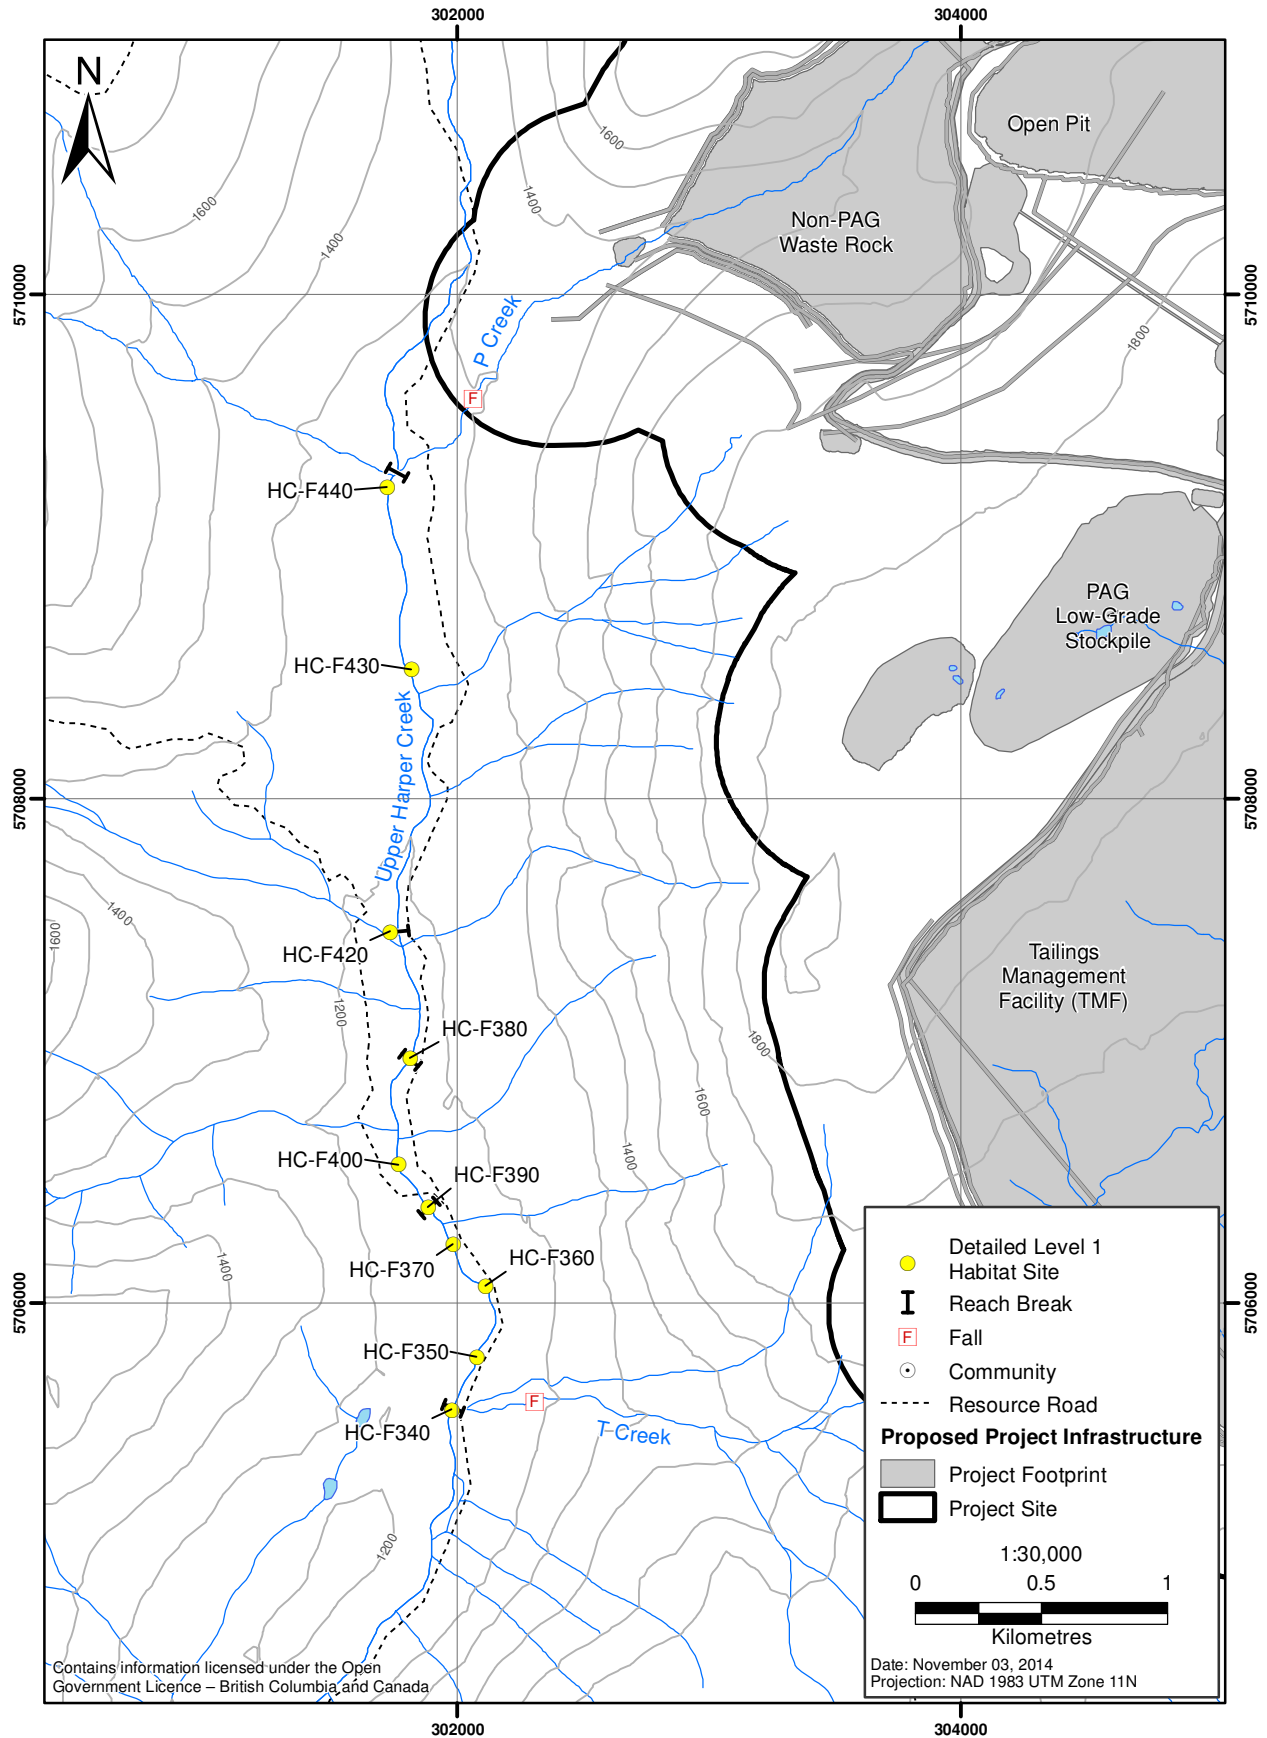 302000
304000
N
1600
Open Pit
1400
1600
Non-PAG
Waste Rock
1400
5710000
5710000
P Creek
1800
F
HC-F440
PAG
Low-Grade
Stockpile
HC-F430
Upper Harper Creek
5708000
5708000
1400
1600
HC-F420
Tailings
Management
Facility (TMF)
1200
HC-F380
1800
1600
1400
HC-F400
HC-F390
1400
HC-F370
HC-F360
5706000
5706000
HC-F350
F
HC-F340
T-Creek
1200
Detailed Level 1
Habitat Site
Reach Break
F
Fall
Community
Resource Road
Proposed Project Infrastructure
Project Footprint
Project Site
1:30,000
0
0.5
1
Kilometres
Date: November 03, 2014
Projection: NAD 1983 UTM Zone 11N
Contains information licensed under the Open
Government Licence – British Columbia and Canada
302000
304000